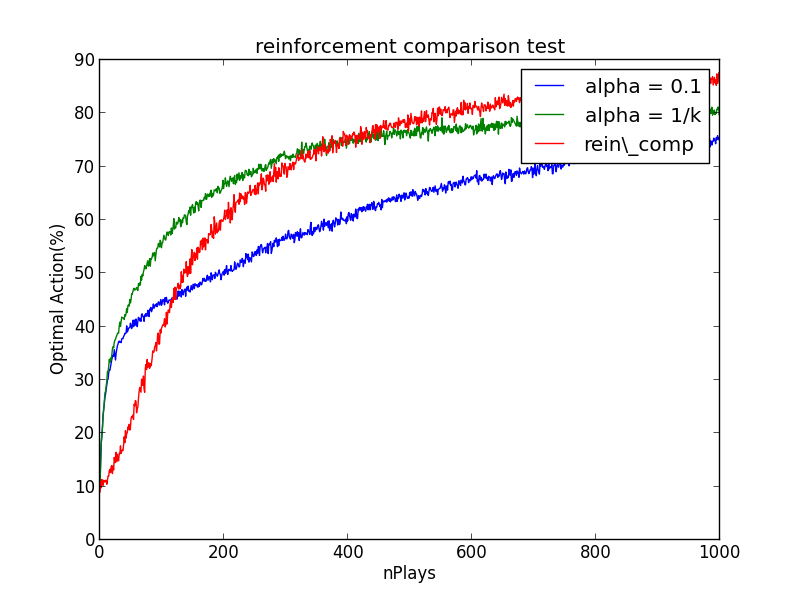 reinforcement comparison test
90
80
70
60
50
40
30
20
10
0
Optimal Action(%)
alpha = 0.1
alpha = 1/k
rein\_comp
0 200 400 600 800 1000
nPlays